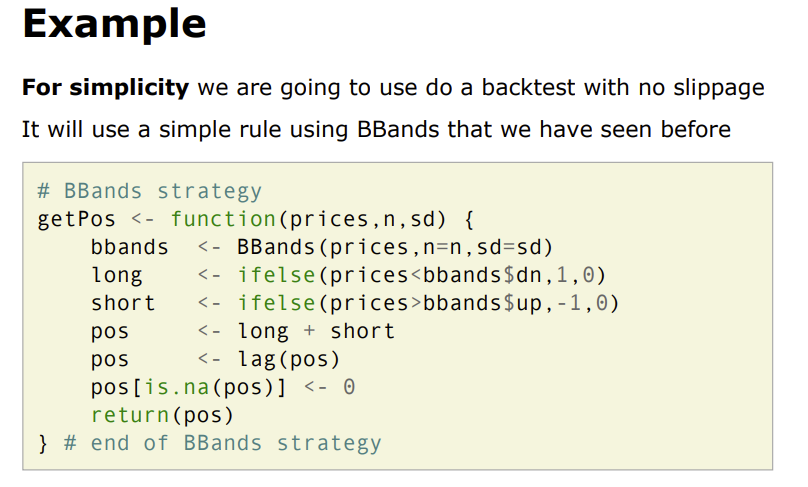 Example
For simplicity we are going to use do a backtest with no slippage
It will use a simple rule using BBands that we have seen before
# BBands strategy
getPos <- function(prices,n,sd) {
    bbands  <- BBands(prices,n=n,sd=sd)
    long    <- ifelse(prices<bbands$dn,1,0)
    short   <- ifelse(prices>bbands$up,-1,0)
    pos     <- long + short
    pos     <- lag(pos)
    pos[is.na(pos)] <- 0
    return(pos)
} # end of BBands strategy